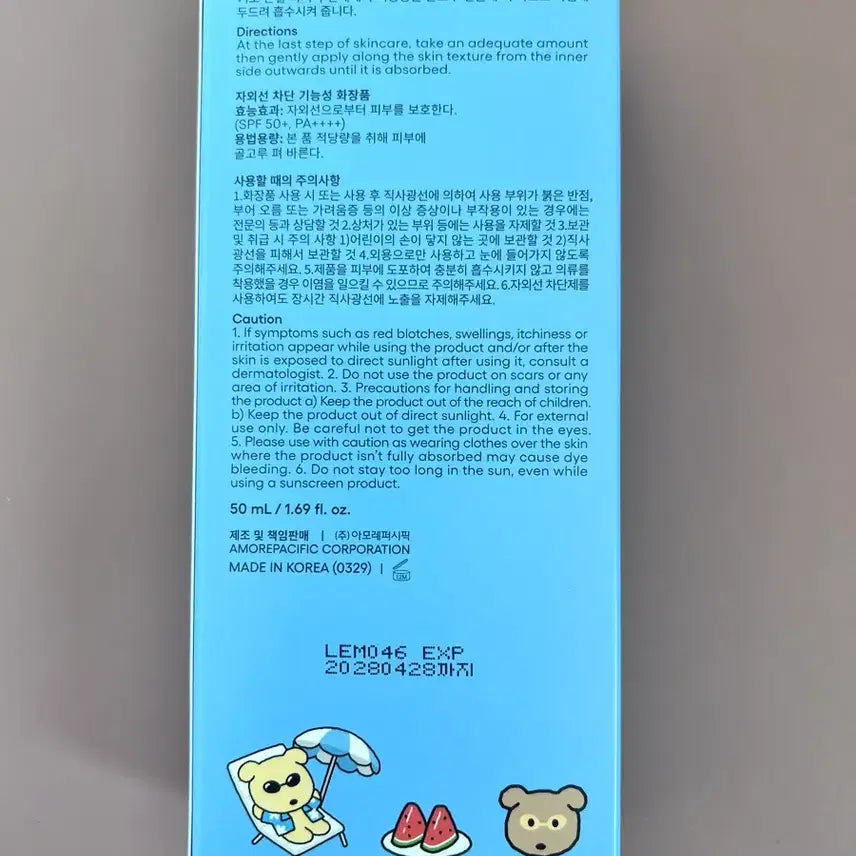 두드려 흡수시켜 줍니다.
Directions
At the last step of skincare, take an adequate amount
then gently apply along the skin texture from the inner
side outwards until it is absorbed.
자외선 차단 기능성 화장품
효능효과: 자외선으로부터 피부를 보호한다.
(SPF 50+, PA++++)
용법용량: 본 품 적당량을 취해 피부에
골고루 펴 바른다.
사용할 때의 주의사항
1.화장품 사용 시 또는 사용 후 직사광선에 의하여 사용 부위가 붉은 반점,
부어 오름 또는 가려움증 등의 이상 증상이나 부작용이 있는 경우에는
전문의 등과 상담할 것 2.상처가 있는 부위 등에는 사용을 자제할 것 3.보관
및 취급 시 주의 사항 1)어린이의 손이 닿지 않는 곳에 보관할 것 2)직사
광선을 피해서 보관할 것 4.외용으로만 사용하고 눈에 들어가지 않도록
주의해주세요. 5.제품을 피부에 도포하여 충분히 흡수시키지 않고 의류를
착용했을 경우 이염을 일으킬 수 있으므로 주의해주세요. 6.자외선 차단제를
사용하여도 장시간 직사광선에 노출을 자제해주세요.
Caution
1. If symptoms such as red blotches, swellings, itchiness or
irritation appear while using the product and/or after the
skin is exposed to direct sunlight after using it, consult a
dermatologist. 2. Do not use the product on scars or any
area of irritation. 3. Precautions for handling and storing
the product a) Keep the product out of the reach of children.
b) Keep the product out of direct sunlight. 4. For external
use only. Be careful not to get the product in the eyes.
5. Please use with caution as wearing clothes over the skin
where the product isn't fully absorbed may cause dye
bleeding. 6. Do not stay too long in the sun, even while
using a sunscreen product.
50 mL / 1.69 fl. oz.
제조 및 책임판매 | (주)아모레퍼시픽
AMOREPACIFIC CORPORATION
MADE IN KOREA (0329) | 12M
LEM046 EXP
20280428까지